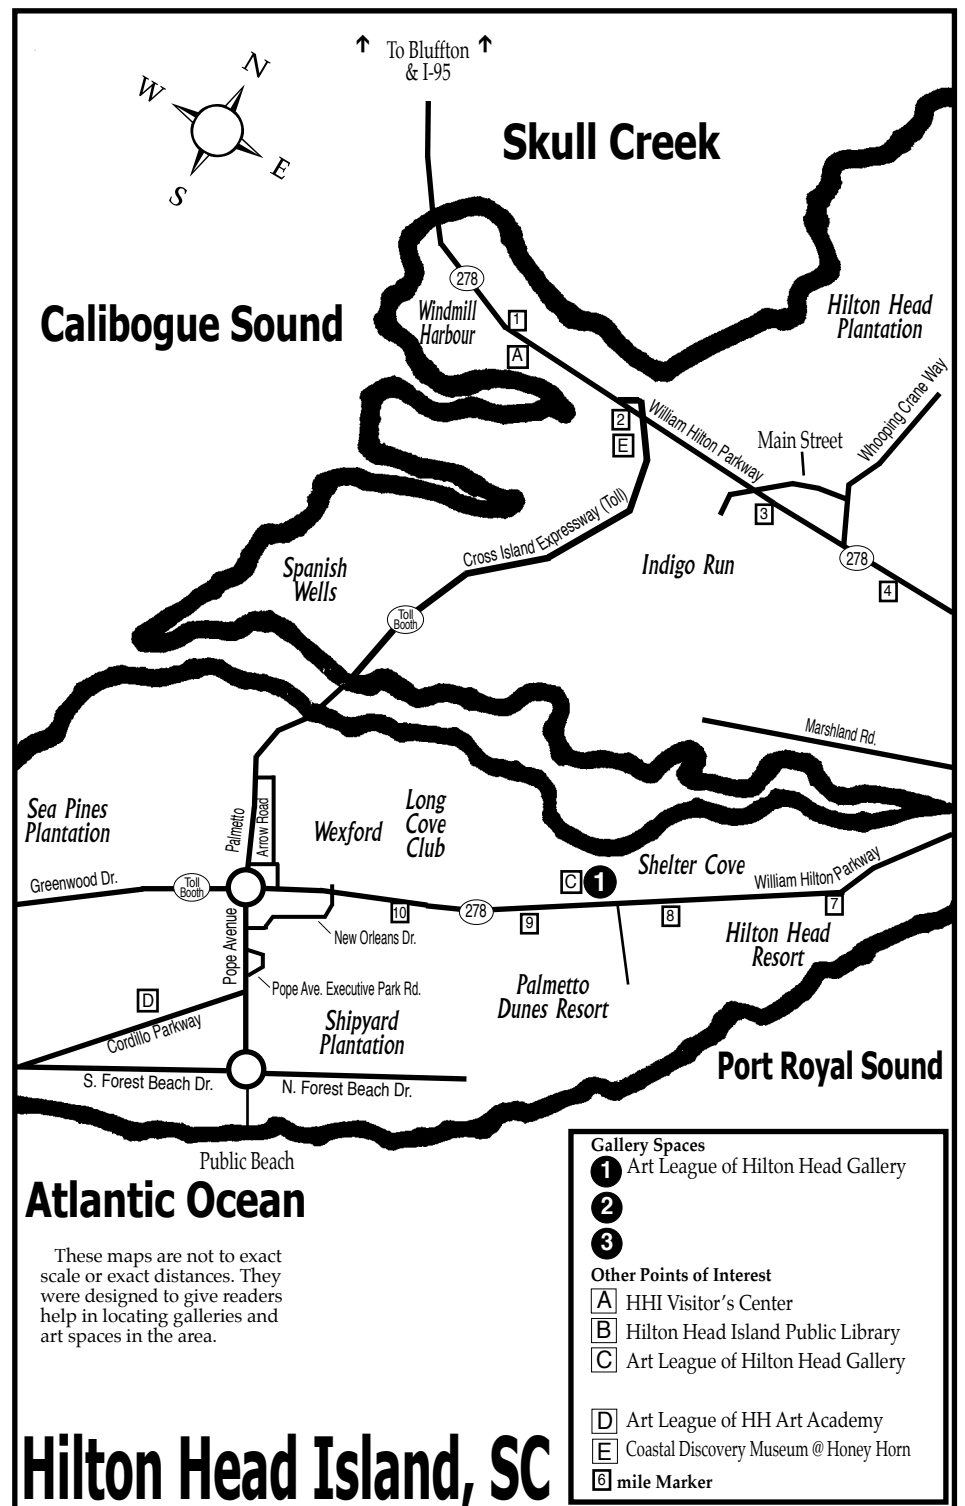 To Bluffton
& I-95
N
W
E
S
Skull Creek
278
Calibogue Sound
Windmill
Harbour
1
A
Hilton Head
Plantation
2
E
William Hilton Parkway
Main Street
Whooping Crane Way
3
Cross Island Expressway (Toll)
Indigo Run
278
4
Spanish
Wells
Toll
Booth
Marshland Rd.
Sea Pines
Plantation
Palmetto
Arrow Road
Wexford
Long
Cove
Club
Shelter Cove
C
1
William Hilton Parkway
Greenwood Dr.
Toll
Booth
10
278
9
8
7
Pope Avenue
New Orleans Dr.
Hilton Head
Resort
Pope Ave. Executive Park Rd.
Palmetto
Dunes Resort
D
Cordillo Parkway
Shipyard
Plantation
Port Royal Sound
S. Forest Beach Dr.
N. Forest Beach Dr.
Public Beach
Atlantic Ocean
These maps are not to exact
scale or exact distances. They
were designed to give readers
help in locating galleries and
art spaces in the area.
Gallery Spaces
1 Art League of Hilton Head Gallery
2
3
Other Points of Interest
A HHI Visitor's Center
B Hilton Head Island Public Library
C Art League of Hilton Head Gallery
D Art League of HH Art Academy
E Coastal Discovery Museum @ Honey Horn
6 mile Marker
Hilton Head Island, SC